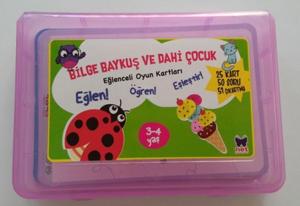 BİLGE BAYKUŞ VE DAHİ ÇOCUK
Eğlenceli Oyun Kartları
Eğlen!
Öğren!
Eşleştir!
25 KART
50 SORU
51 ÇIKARTMA
3-4
yaş
net